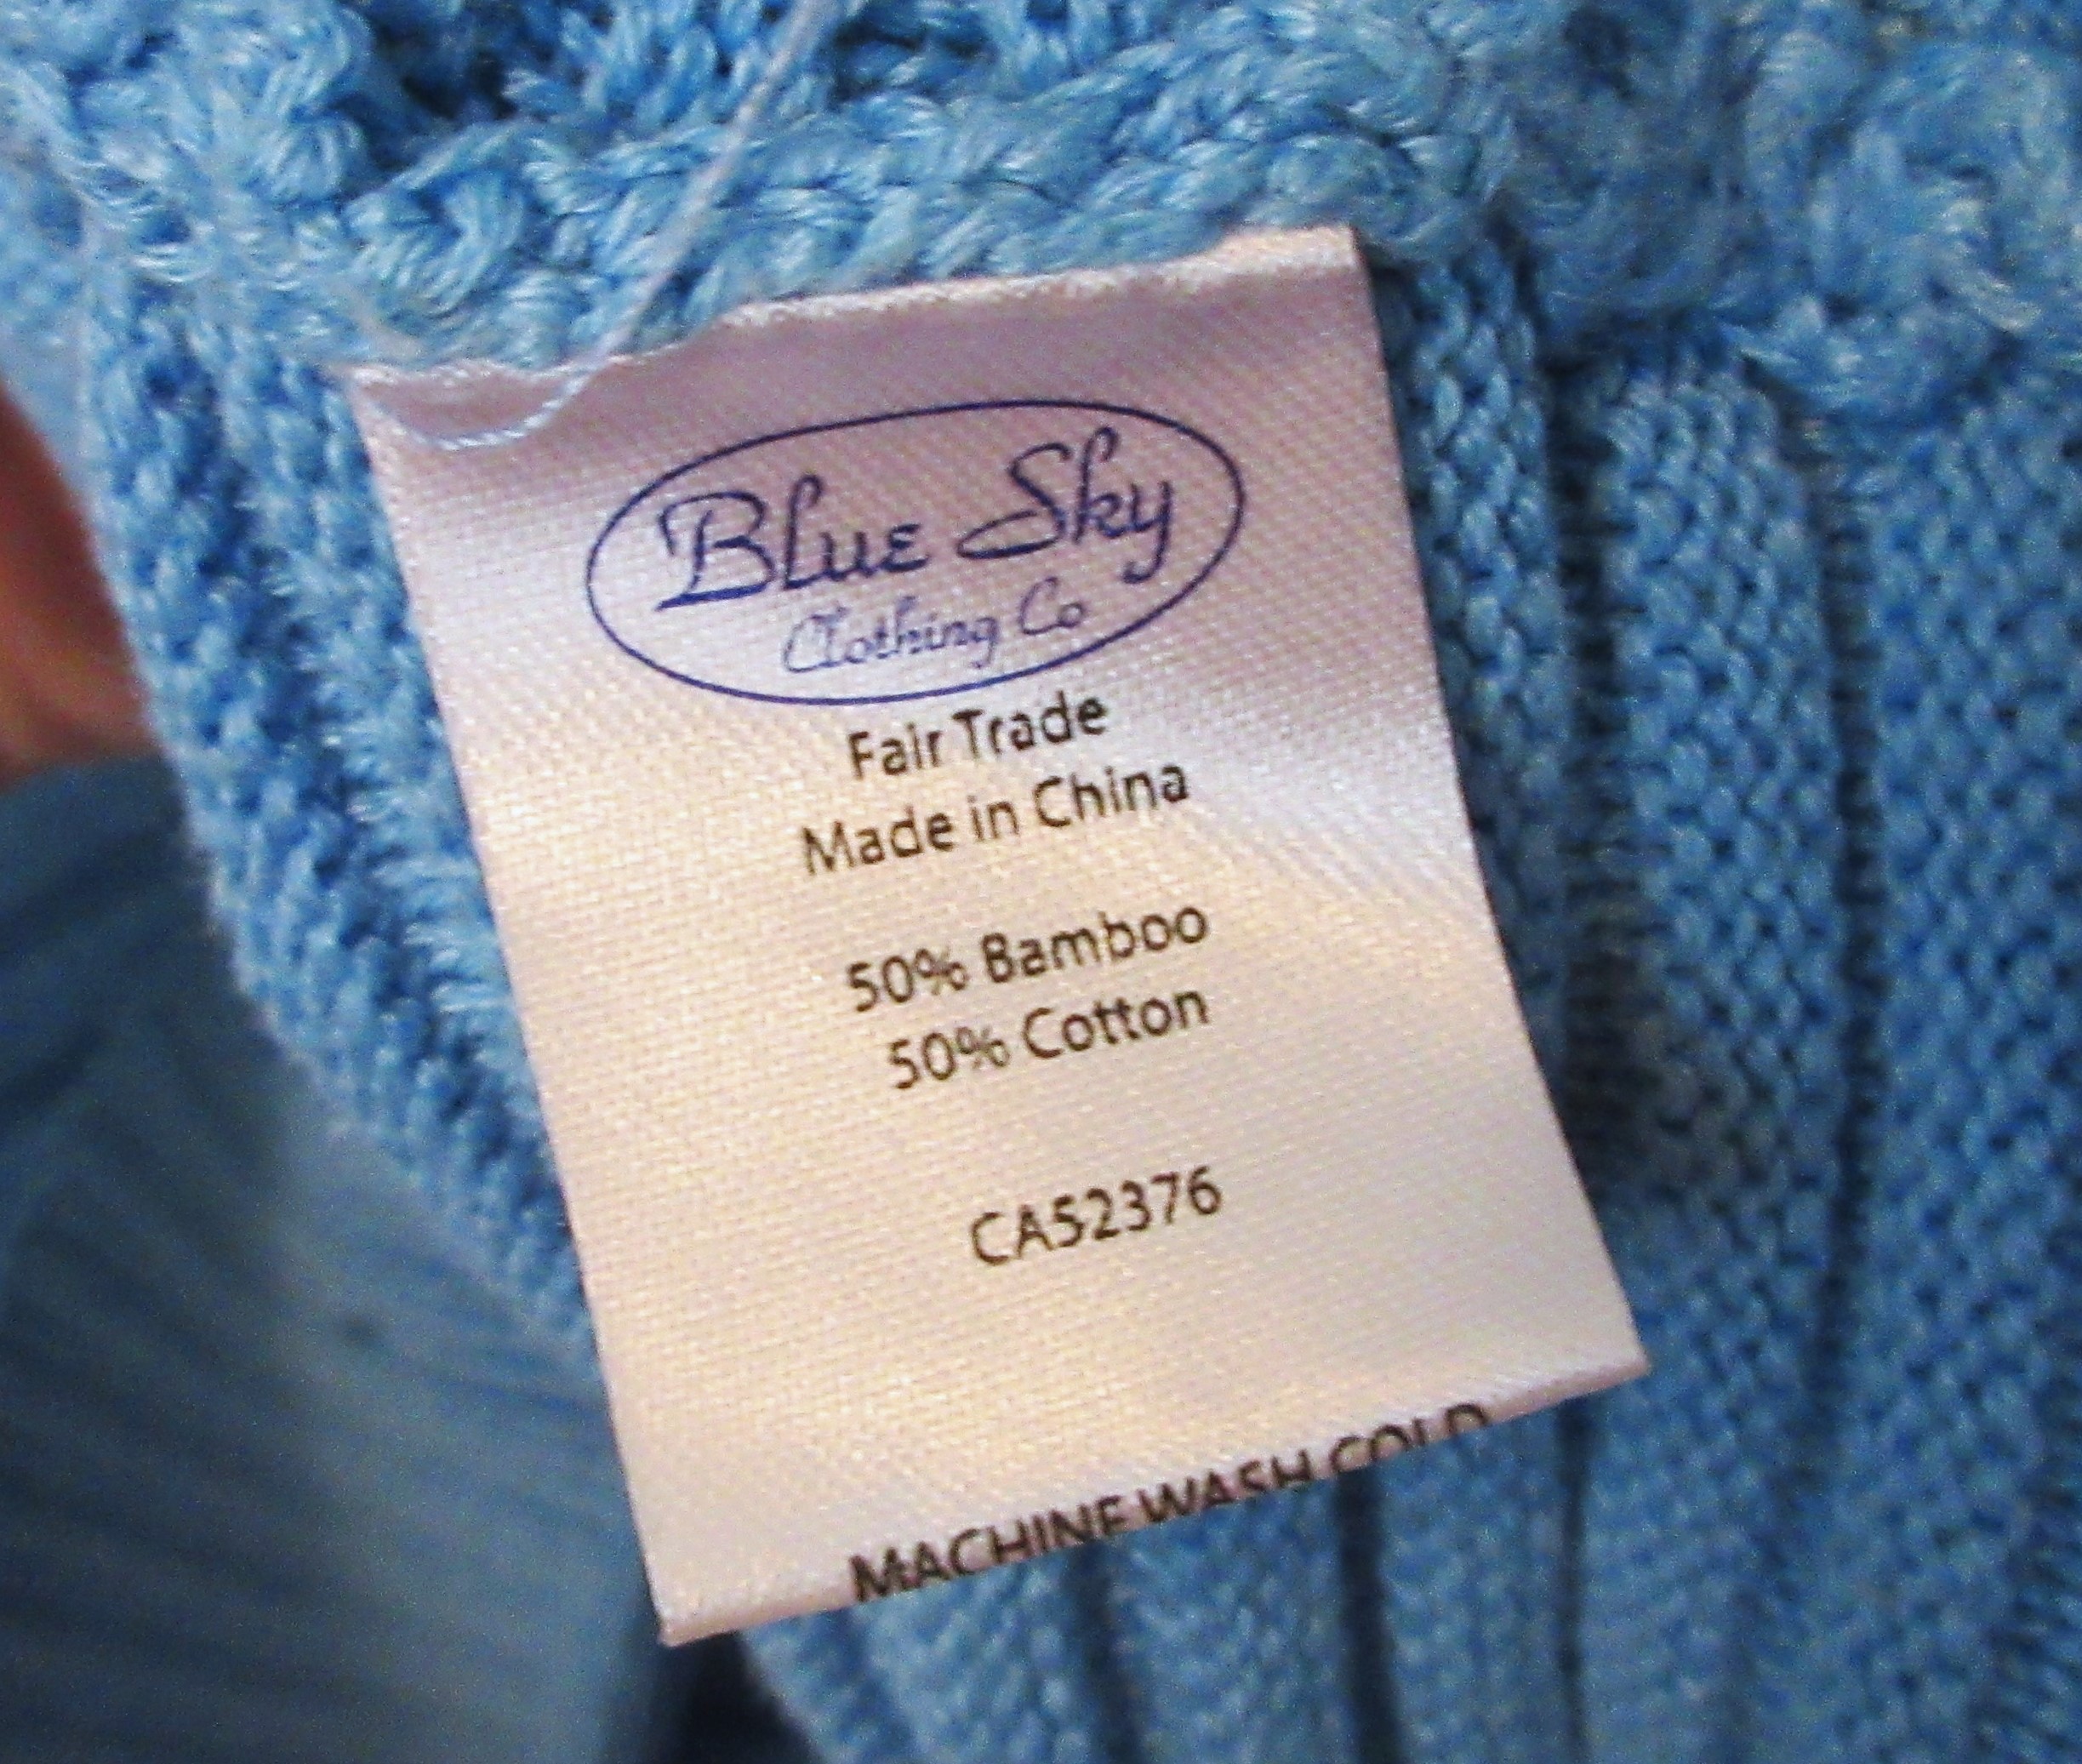 Blue Sky
Clothing Co
Fair Trade
Made in China
50% Bamboo
50% Cotton
CA52376
MACHINE WASH COLD